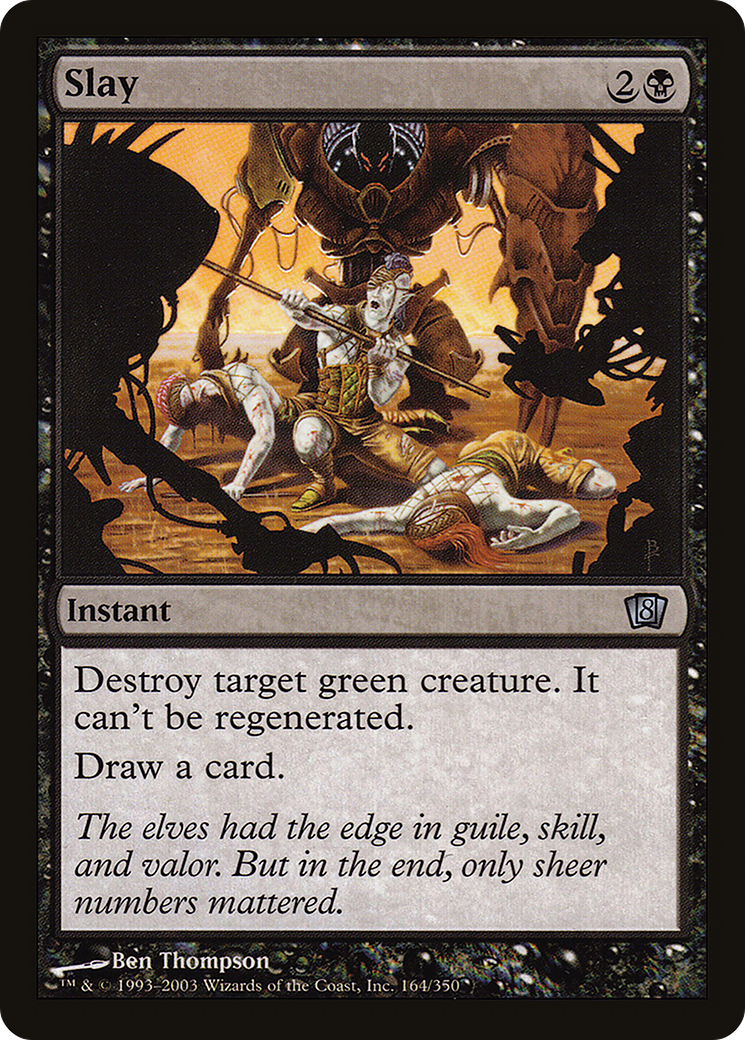 Slay 2
Instant 8
Destroy target green creature. It
can't be regenerated.
Draw a card.
The elves had the edge in guile, skill,
and valor. But in the end, only sheer
numbers mattered.
Ben Thompson
™ & © 1993–2003 Wizards of the Coast, Inc. 164/350